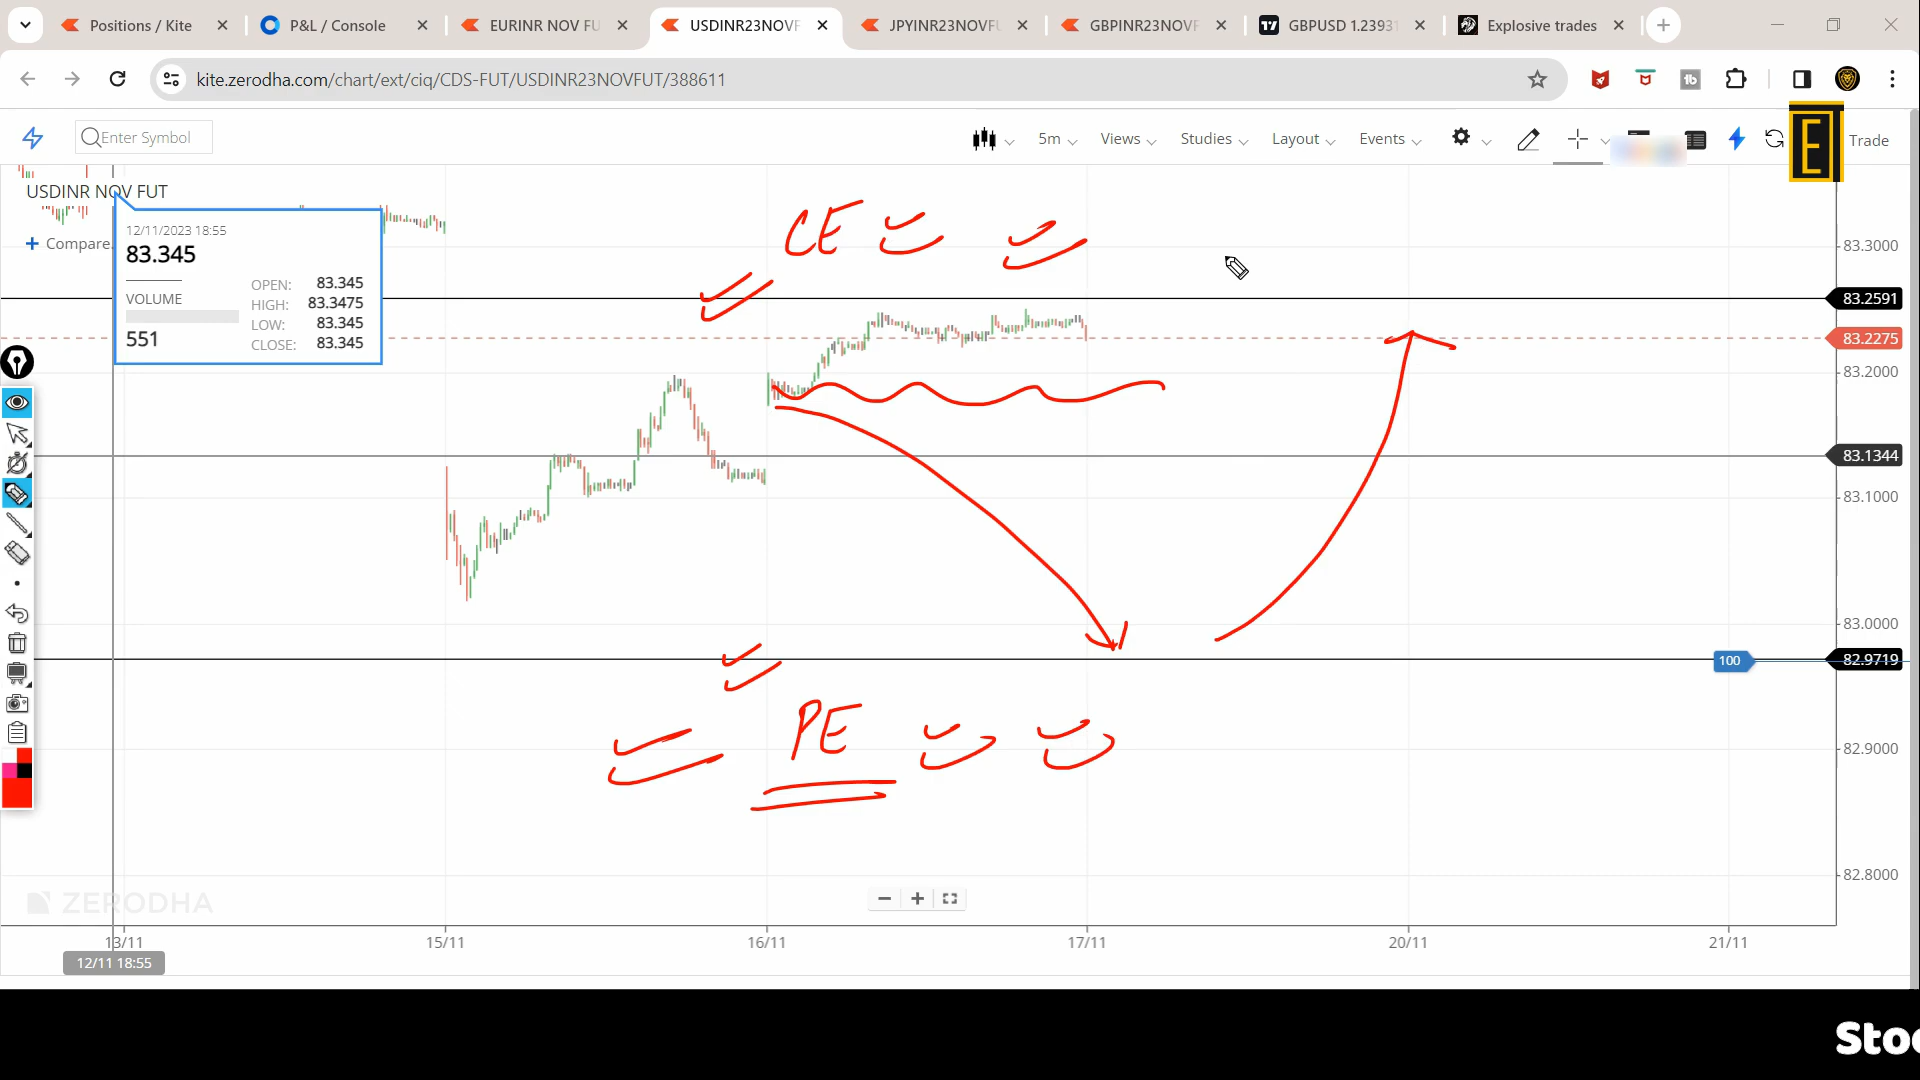 Positions / Kite
P&L / Console
EURINR NOV FU
USDINR23NOVF
JPYINR23NOVFU
GBPINR23NOVF
GBPUSD 1.23931
Explosive trades
kite.zerodha.com/chart/ext/ciq/CDS-FUT/USDINR23NOVFUT/388611
Enter Symbol
5m
Views
Studies
Layout
Events
E
Trade
USDINR NOV FUT
Compare
12/11/2023 18:55
83.345
VOLUME
551
OPEN: 83.345
HIGH: 83.3475
LOW: 83.345
CLOSE: 83.345
CE
PE
83.3000
83.2591
83.2275
83.2000
83.1344
83.1000
83.0000
100
82.9719
82.9000
82.8000
ZERODHA
13/11
15/11
16/11
17/11
20/11
21/11
12/11 18:55